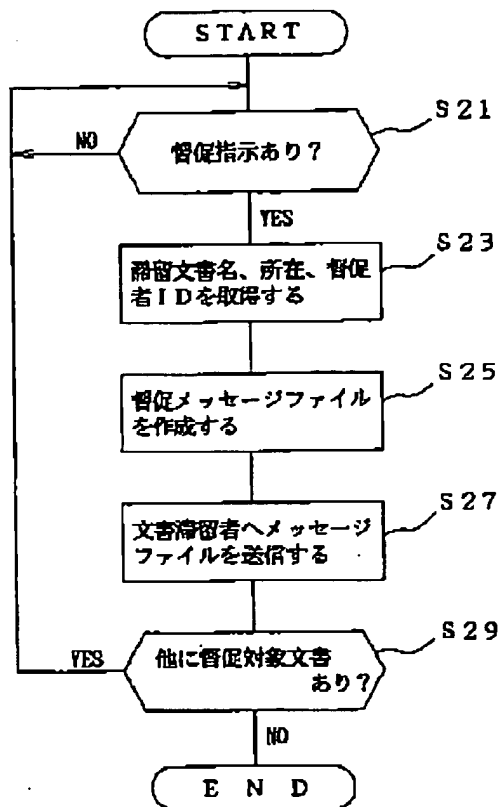 START
S21
NO
督促指示あり?
YES
S23
滞留文書名、所在、督促
者IDを取得する
S25
督促メッセージファイル
を作成する
S27
文書滞留者へメッセージ
ファイルを送信する
S29
YES
他に督促対象文書
あり?
NO
END